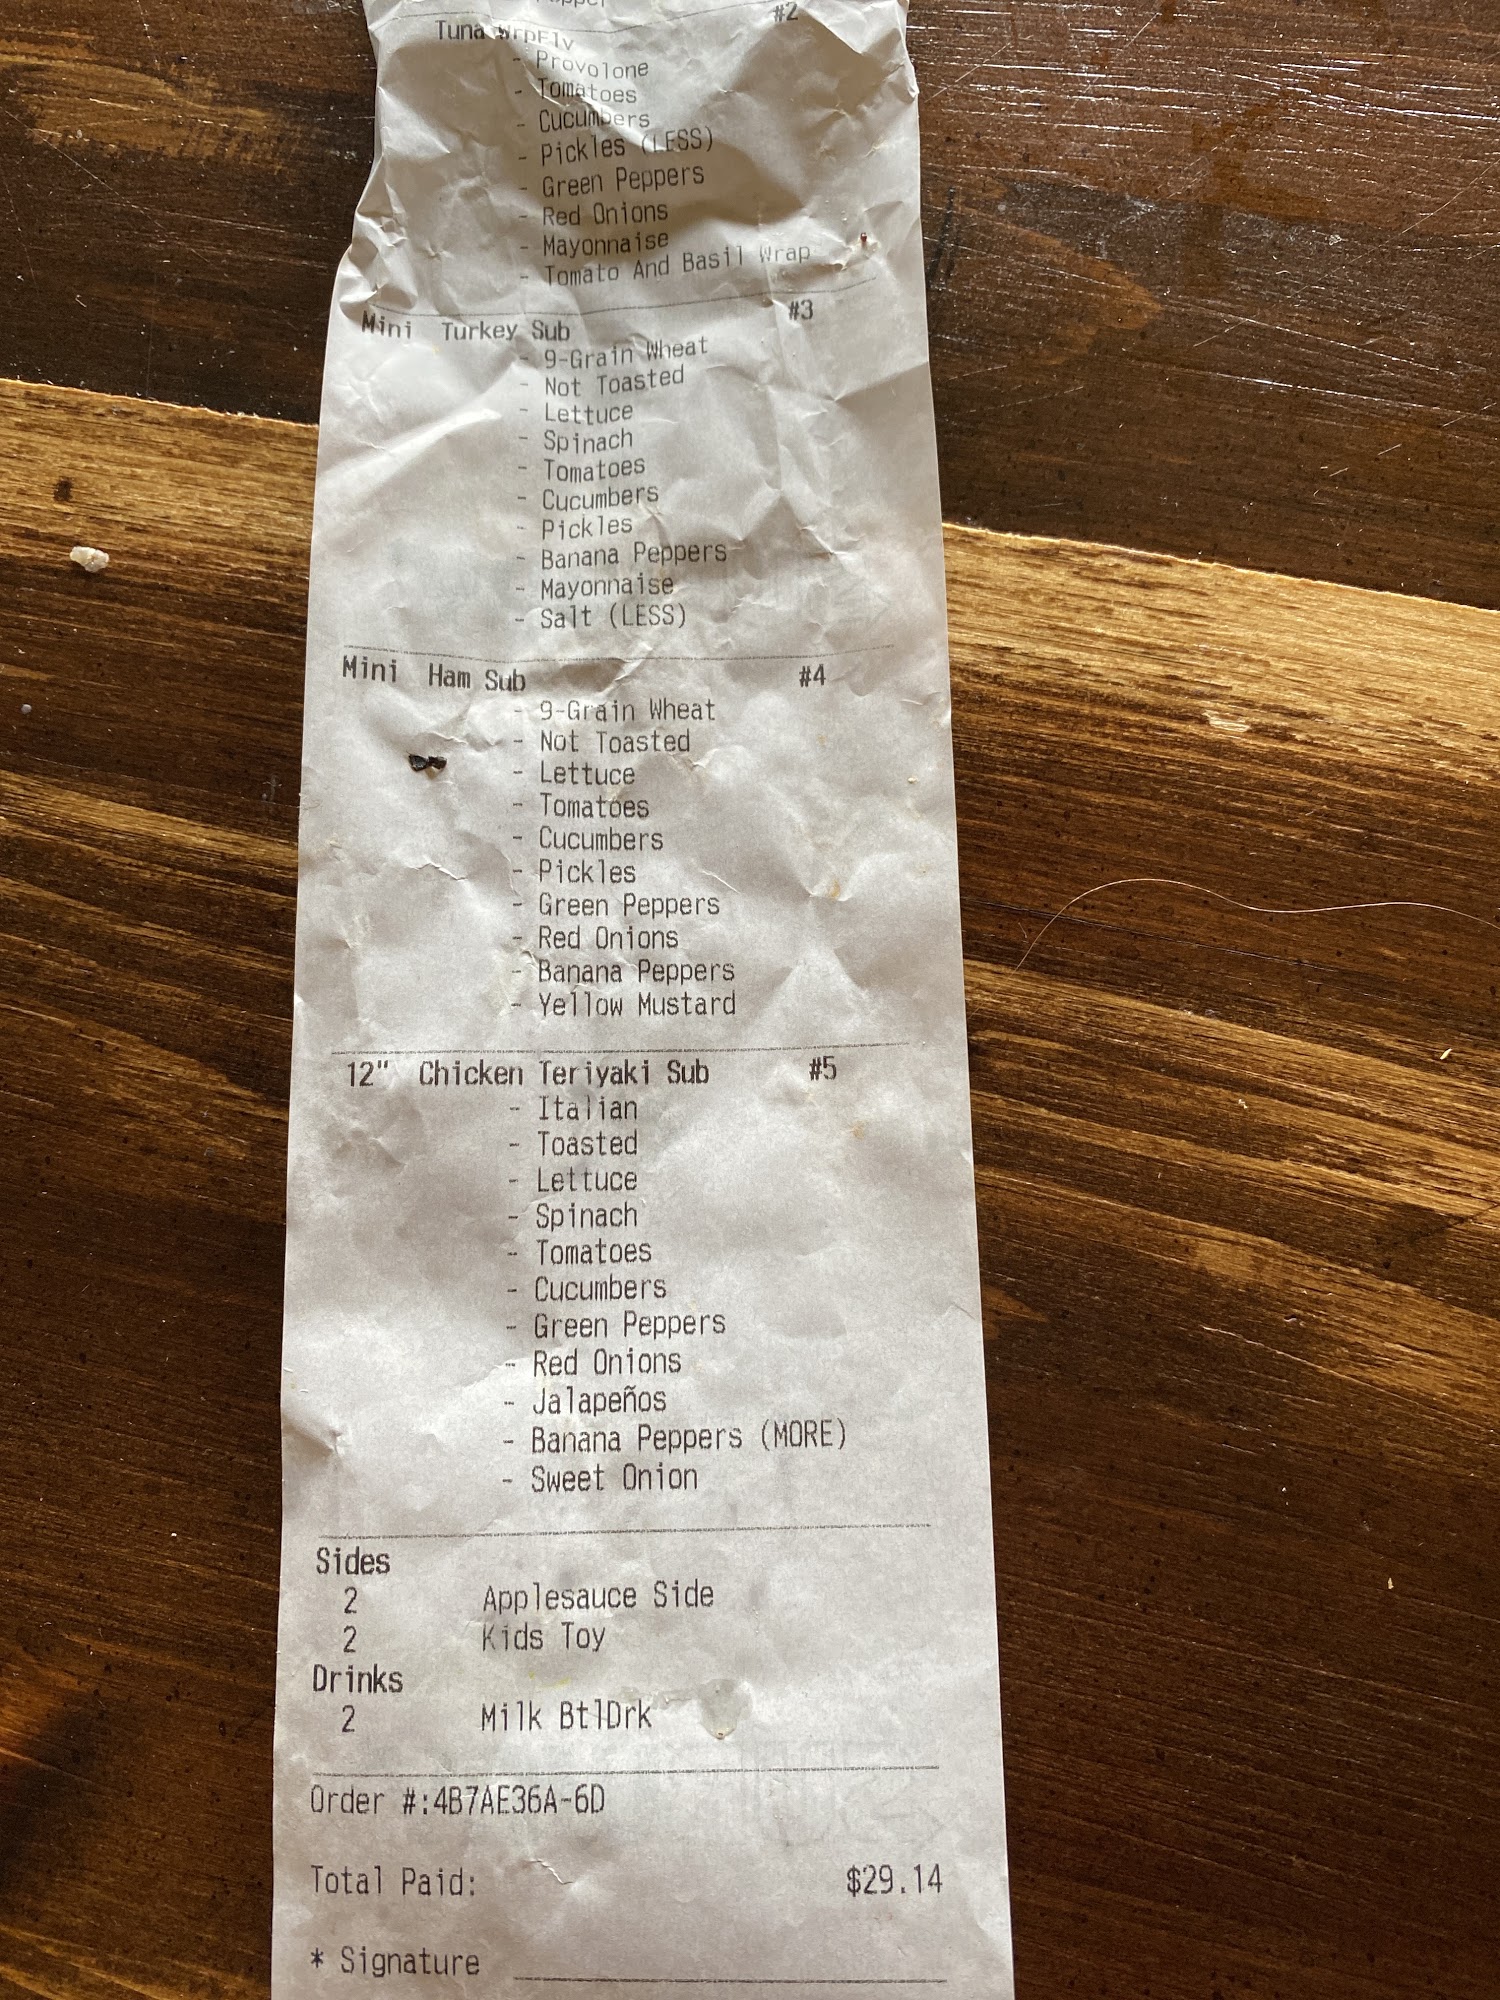 #2
Tuna WrpFlv
- Provolone
- Tomatoes
- Cucumbers
- Pickles (LESS)
- Green Peppers
- Red Onions
- Mayonnaise
- Tomato And Basil Wrap
Mini Turkey Sub #3
- 9-Grain Wheat
- Not Toasted
- Lettuce
- Spinach
- Tomatoes
- Cucumbers
- Pickles
- Banana Peppers
- Mayonnaise
- Salt (LESS)
Mini Ham Sub #4
- 9-Grain Wheat
- Not Toasted
- Lettuce
- Tomatoes
- Cucumbers
- Pickles
- Green Peppers
- Red Onions
- Banana Peppers
- Yellow Mustard
12" Chicken Teriyaki Sub #5
- Italian
- Toasted
- Lettuce
- Spinach
- Tomatoes
- Cucumbers
- Green Peppers
- Red Onions
- Jalapeños
- Banana Peppers (MORE)
- Sweet Onion
Sides
2 Applesauce Side
2 Kids Toy
Drinks
2 Milk BtlDrk
Order #:4B7AE36A-6D
Total Paid: $29.14
* Signature